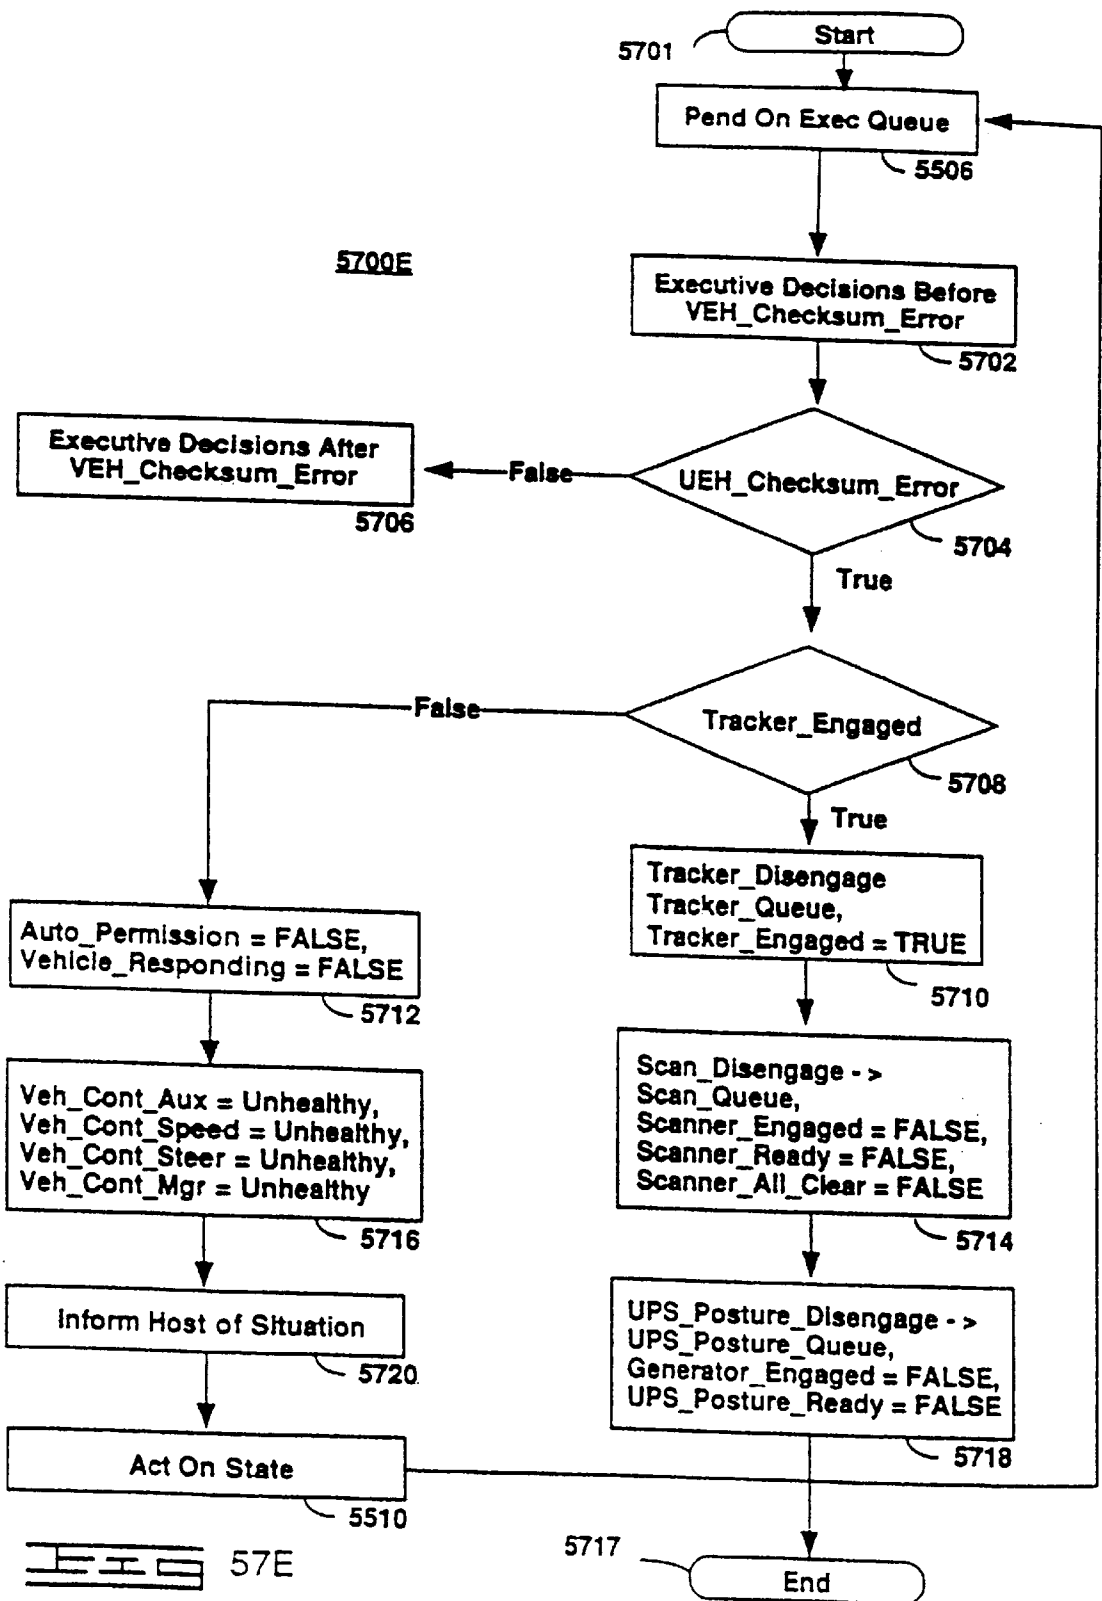 5701
Start
Pend On Exec Queue
5506
5700E
Executive Decisions Before
VEH_Checksum_Error
5702
Executive Decisions After
VEH_Checksum_Error
5706
False
UEH_Checksum_Error
5704
True
False
Tracker_Engaged
5708
True
Tracker_Disengage
Tracker_Queue,
Tracker_Engaged = TRUE
5710
Auto_Permission = FALSE,
Vehicle_Responding = FALSE
5712
Scan_Disengage ->
Scan_Queue,
Scanner_Engaged = FALSE,
Scanner_Ready = FALSE,
Scanner_All_Clear = FALSE
5714
Veh_Cont_Aux = Unhealthy,
Veh_Cont_Speed = Unhealthy,
Veh_Cont_Steer = Unhealthy,
Veh_Cont_Mgr = Unhealthy
5716
UPS_Posture_Disengage ->
UPS_Posture_Queue,
Generator_Engaged = FALSE,
UPS_Posture_Ready = FALSE
5718
Inform Host of Situation
5720
Act On State
5510
5717
End
FIG 57E